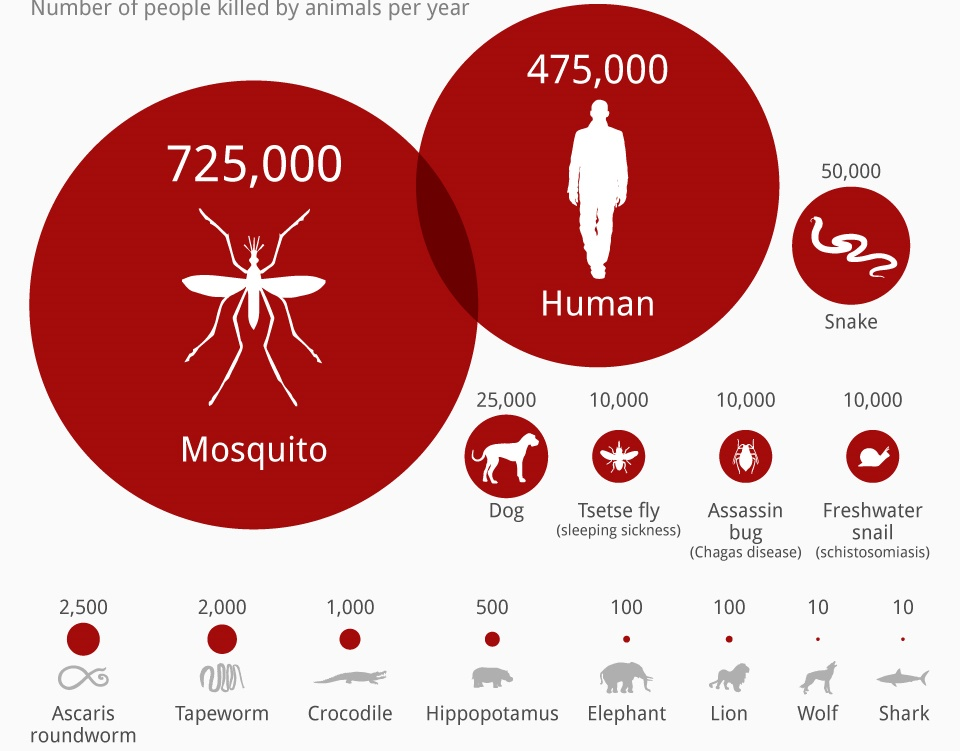 Number of people killed by animals per year
475,000
725,000
50,000
Human
Snake
Mosquito
25,000
10,000
10,000
10,000
Dog
Tsetse fly
(sleeping sickness)
Assassin
bug
(Chagas disease)
Freshwater
snail
(schistosomiasis)
2,500
2,000
1,000
500
100
100
10
10
Ascaris
roundworm
Tapeworm
Crocodile
Hippopotamus
Elephant
Lion
Wolf
Shark